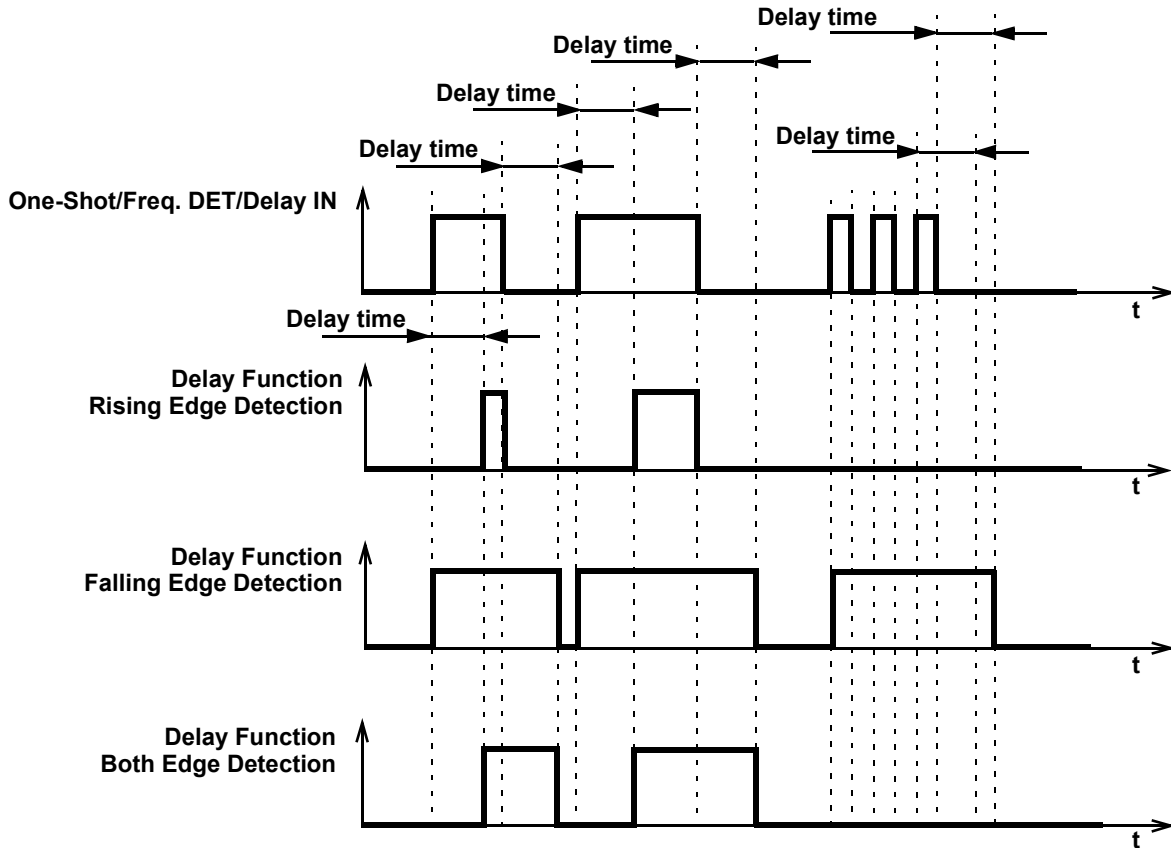 Delay time
Delay time
Delay time
Delay time
Delay time
One-Shot/Freq. DET/Delay IN
t
Delay time
Delay Function
Rising Edge Detection
t
Delay Function
Falling Edge Detection
t
Delay Function
Both Edge Detection
t